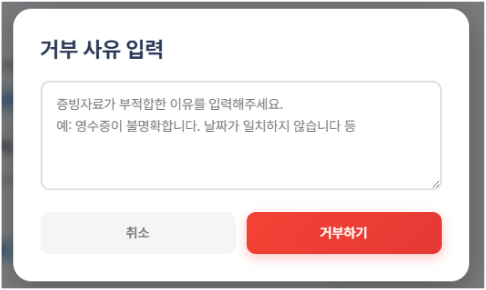 거부 사유 입력
증빙자료가 부적합한 이유를 입력해주세요.
예: 영수증이 불명확합니다. 날짜가 일치하지 않습니다 등
취소
거부하기